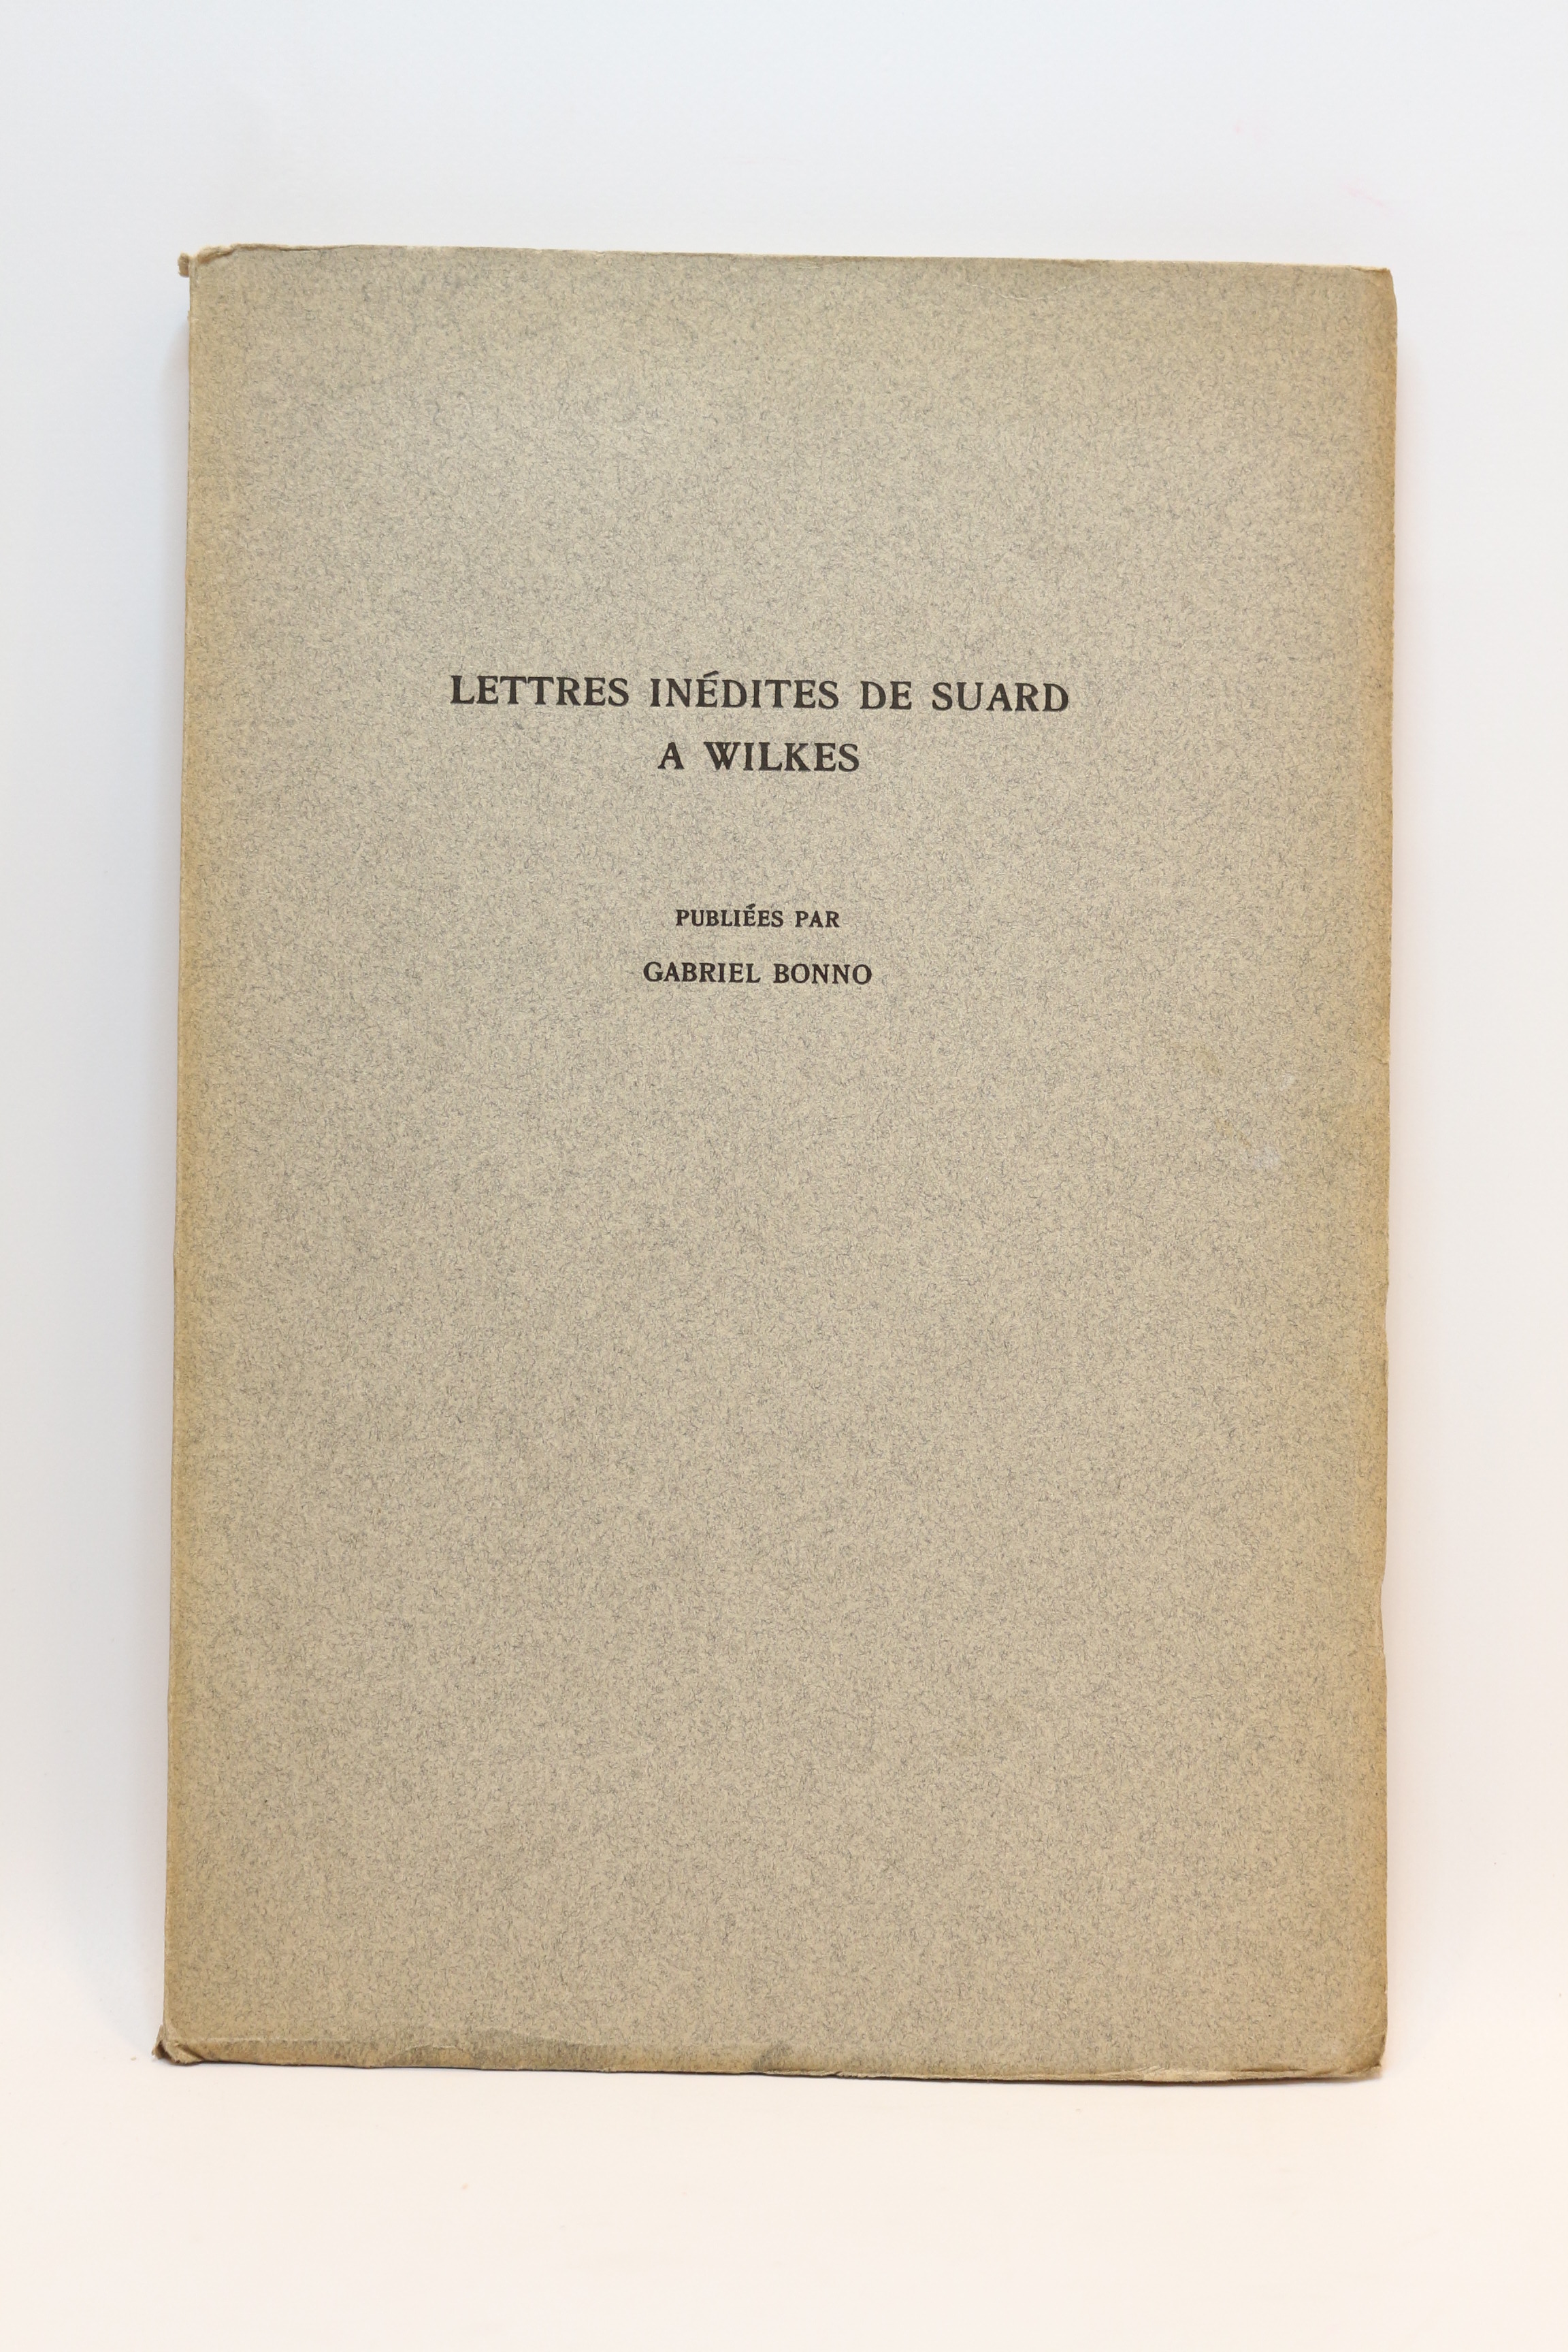 LETTRES INÉDITES DE SUARD
A WILKES
PUBLIÉES PAR
GABRIEL BONNO